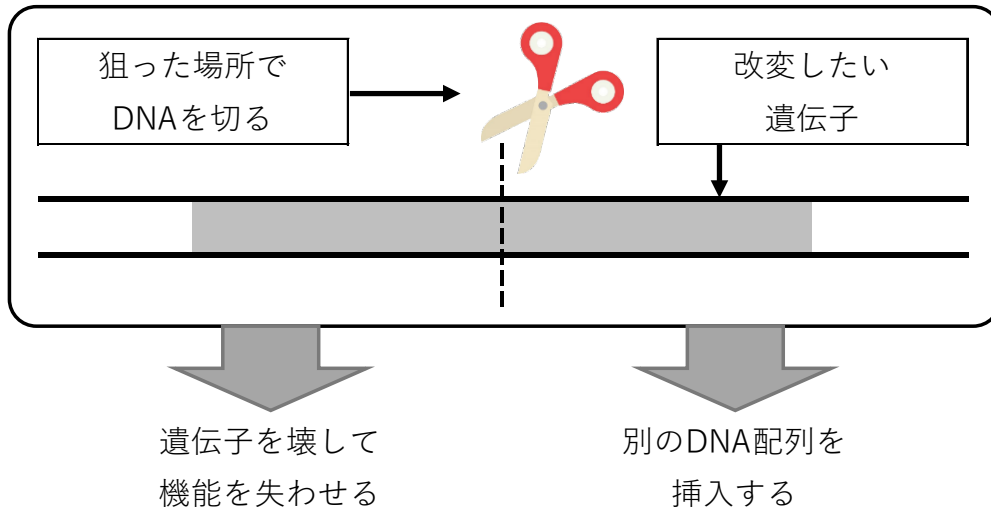 狙った場所で
DNAを切る
改変したい
遺伝子
遺伝子を壊して
機能を失わせる
別のDNA配列を
挿入する